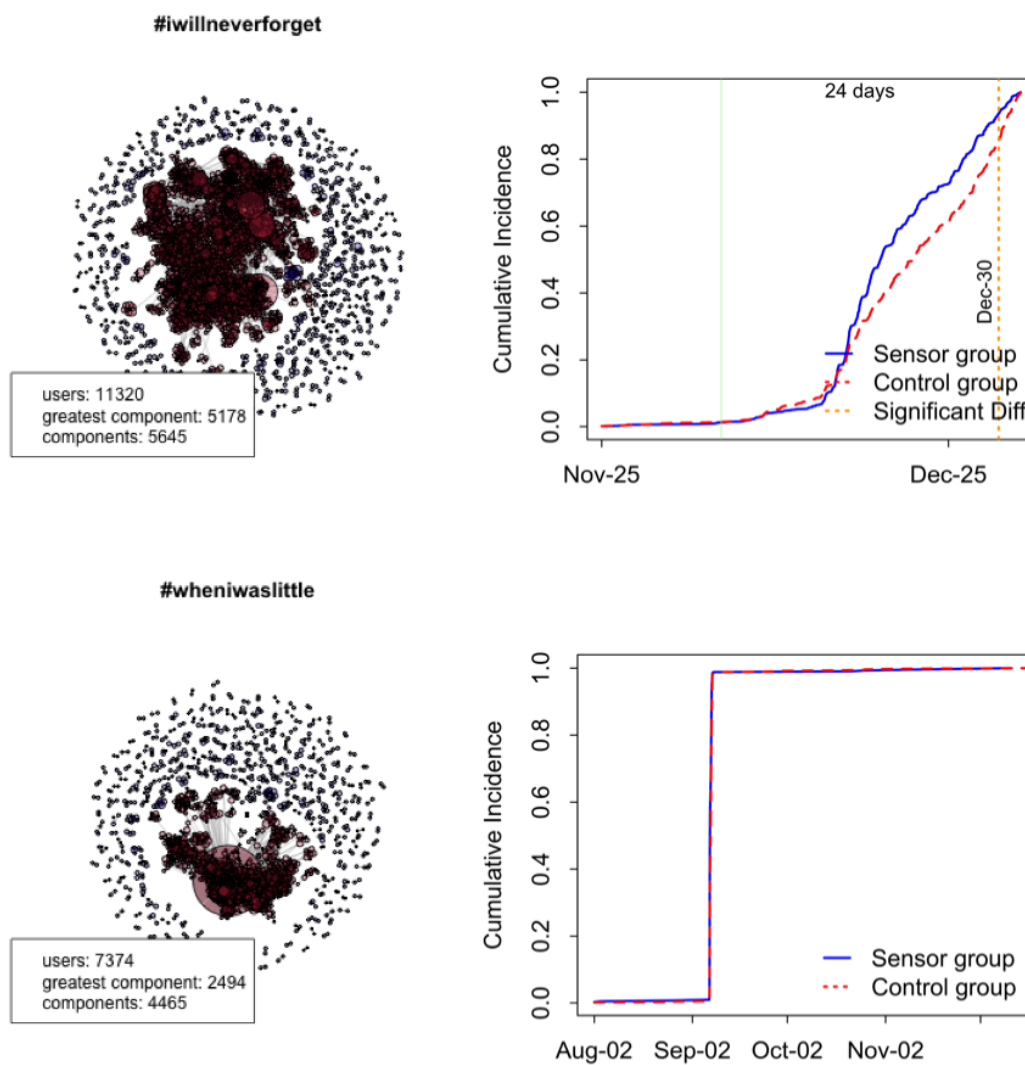 #iwillneverforget
users: 11320
greatest component: 5178
components: 5645
Cumulative Incidence
0.0
0.2
0.4
0.6
0.8
1.0
24 days
Dec-30
Sensor group
Control group
Significant Diff
Nov-25
Dec-25
#wheniwaslittle
users: 7374
greatest component: 2494
components: 4465
Cumulative Incidence
0.0
0.2
0.4
0.6
0.8
1.0
Sensor group
Control group
Aug-02
Sep-02
Oct-02
Nov-02